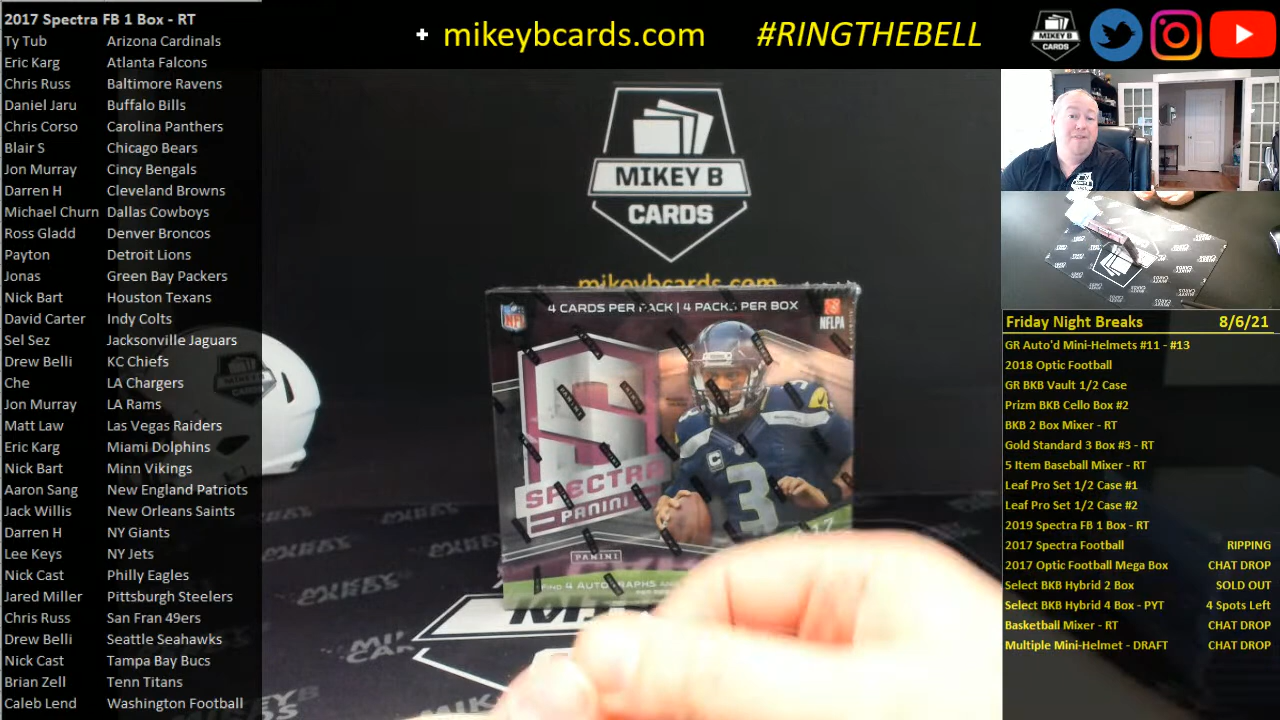 2017 Spectra FB 1 Box - RT
Ty Tub Arizona Cardinals
Eric Karg Atlanta Falcons
Chris Russ Baltimore Ravens
Daniel Jaru Buffalo Bills
Chris Corso Carolina Panthers
Blair S Chicago Bears
Jon Murray Cincy Bengals
Darren H Cleveland Browns
Michael Churn Dallas Cowboys
Ross Gladd Denver Broncos
Payton Detroit Lions
Jonas Green Bay Packers
Nick Bart Houston Texans
David Carter Indy Colts
Sel Sez Jacksonville Jaguars
Drew Belli KC Chiefs
Che LA Chargers
Jon Murray LA Rams
Matt Law Las Vegas Raiders
Eric Karg Miami Dolphins
Nick Bart Minn Vikings
Aaron Sang New England Patriots
Jack Willis New Orleans Saints
Darren H NY Giants
Lee Keys NY Jets
Nick Cast Philly Eagles
Jared Miller Pittsburgh Steelers
Chris Russ San Fran 49ers
Drew Belli Seattle Seahawks
Nick Cast Tampa Bay Bucs
Brian Zell Tenn Titans
Caleb Lend Washington Football
+ mikeybcards.com #RINGTHEBELL
MIKEY B
CARDS
MIKEY B
CARDS
mikeybcards.com
4 CARDS PER PACK | 4 PACKS PER BOX
NFL
NFLPA
S
SPECTRA
PANINI
3
C
PANINI
FIND 4 AUTOGRAPHS
Friday Night Breaks 8/6/21
GR Auto'd Mini-Helmets #11 - #13
2018 Optic Football
GR BKB Vault 1/2 Case
Prizm BKB Cello Box #2
BKB 2 Box Mixer - RT
Gold Standard 3 Box #3 - RT
5 Item Baseball Mixer - RT
Leaf Pro Set 1/2 Case #1
Leaf Pro Set 1/2 Case #2
2019 Spectra FB 1 Box - RT
2017 Spectra Football RIPPING
2017 Optic Football Mega Box CHAT DROP
Select BKB Hybrid 2 Box SOLD OUT
Select BKB Hybrid 4 Box - PYT 4 Spots Left
Basketball Mixer - RT CHAT DROP
Multiple Mini-Helmet - DRAFT CHAT DROP